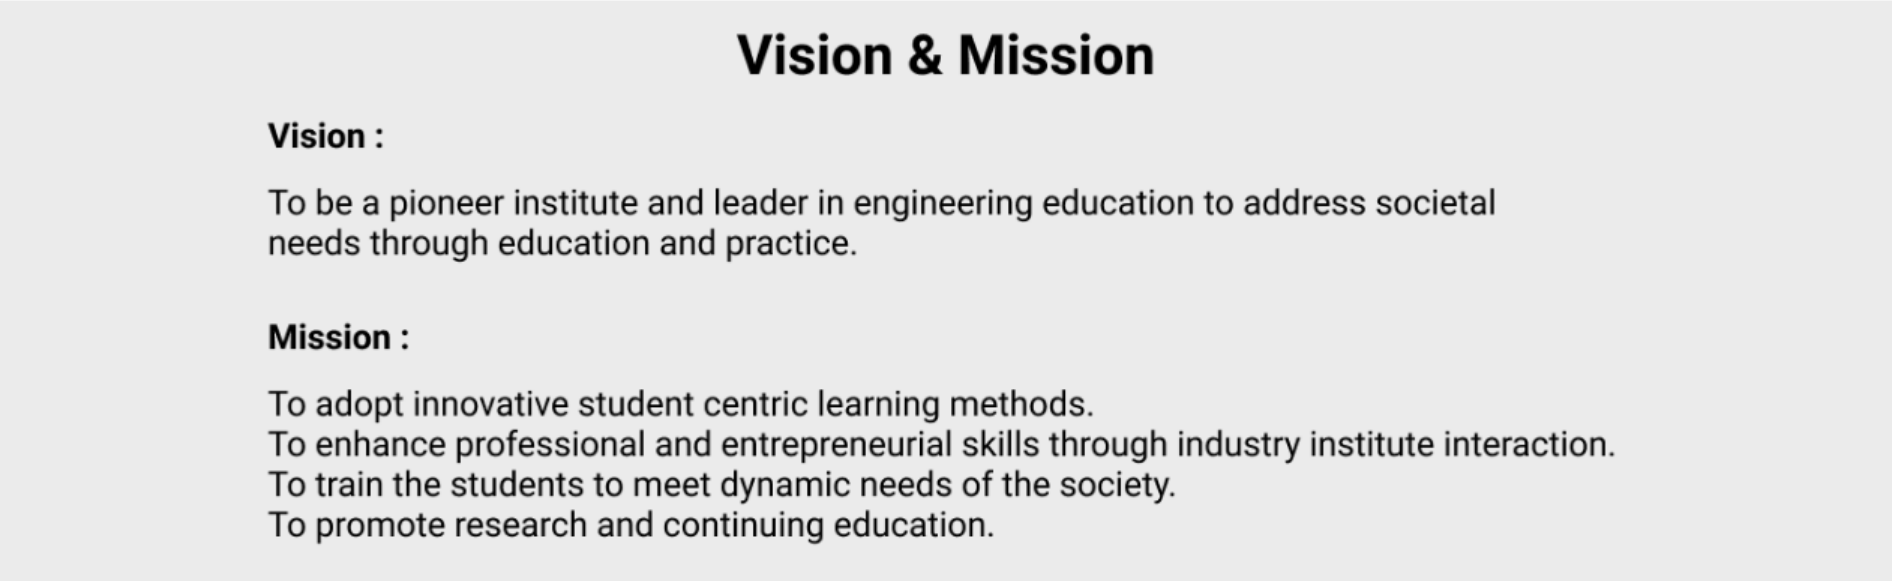 Vision & Mission
Vision :
To be a pioneer institute and leader in engineering education to address societal
needs through education and practice.
Mission :
To adopt innovative student centric learning methods.
To enhance professional and entrepreneurial skills through industry institute interaction.
To train the students to meet dynamic needs of the society.
To promote research and continuing education.